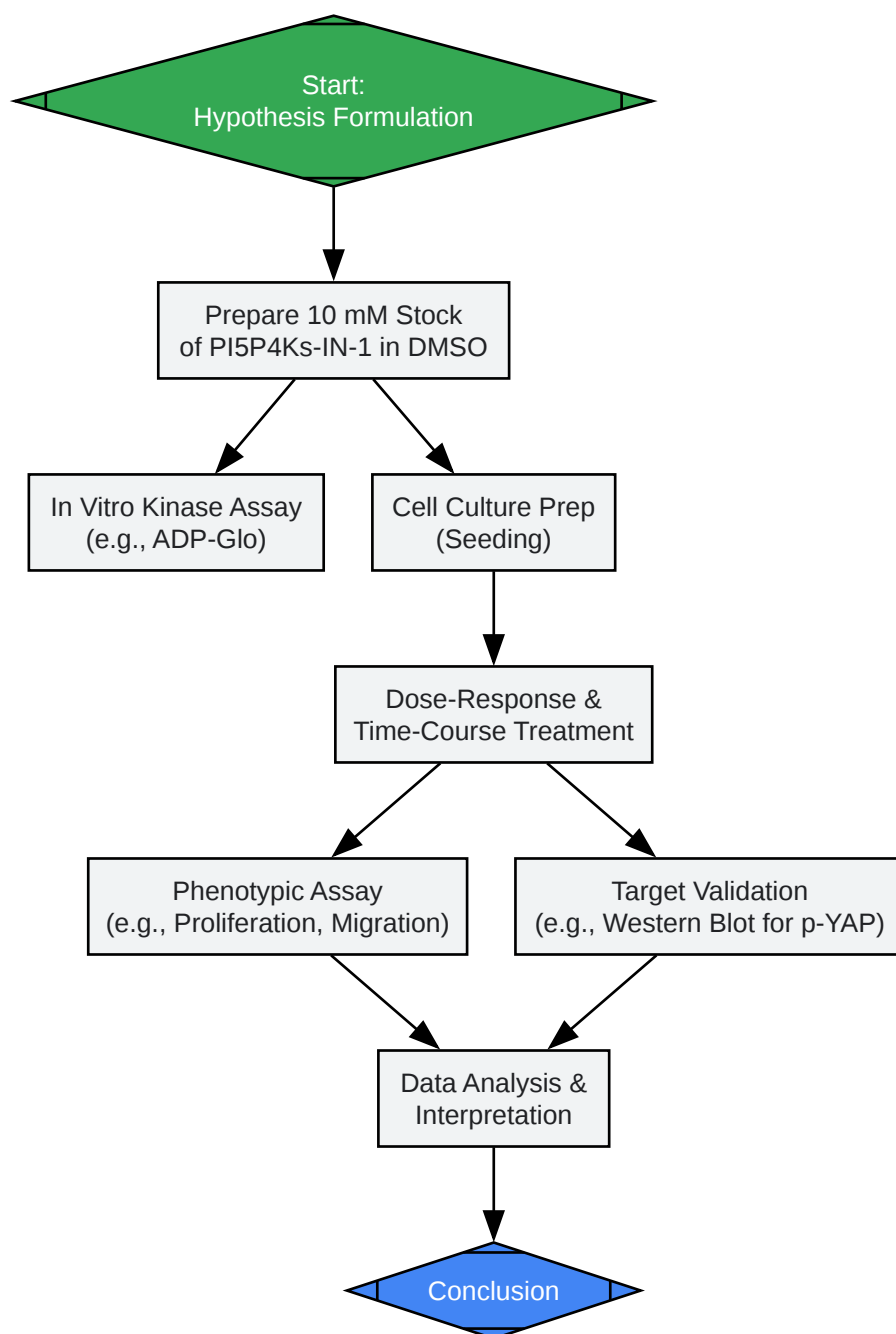 Start:
Hypothesis Formulation
Prepare 10 mM Stock
of PI5P4Ks-IN-1 in DMSO
In Vitro Kinase Assay
(e.g., ADP-Glo)
Cell Culture Prep
(Seeding)
Dose-Response &
Time-Course Treatment
Phenotypic Assay
(e.g., Proliferation, Migration)
Target Validation
(e.g., Western Blot for p-YAP)
Data Analysis &
Interpretation
Conclusion